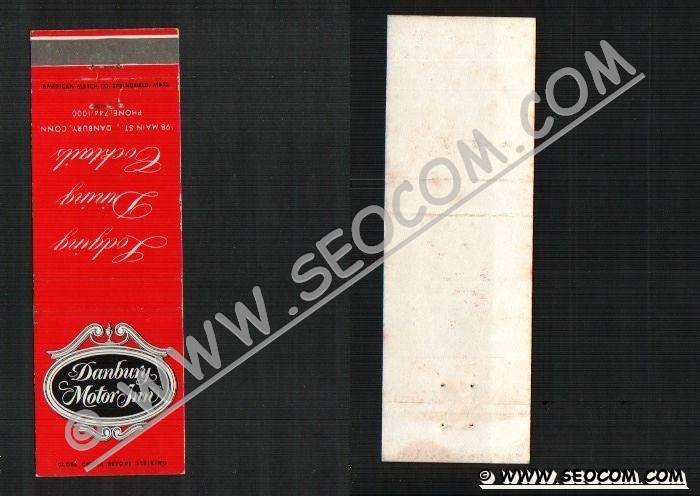 AMERICAN MATCH CO. SPRINGFIELD, MASS.
Lodging
Dining
Cocktails
198 MAIN ST., DANBURY, CONN
PHONE: 744-1000
Danbury
Motor Inn
CLOSE COVER BEFORE STRIKING
© WWW.SEOCOM.COM
© WWW.SEOCOM.COM